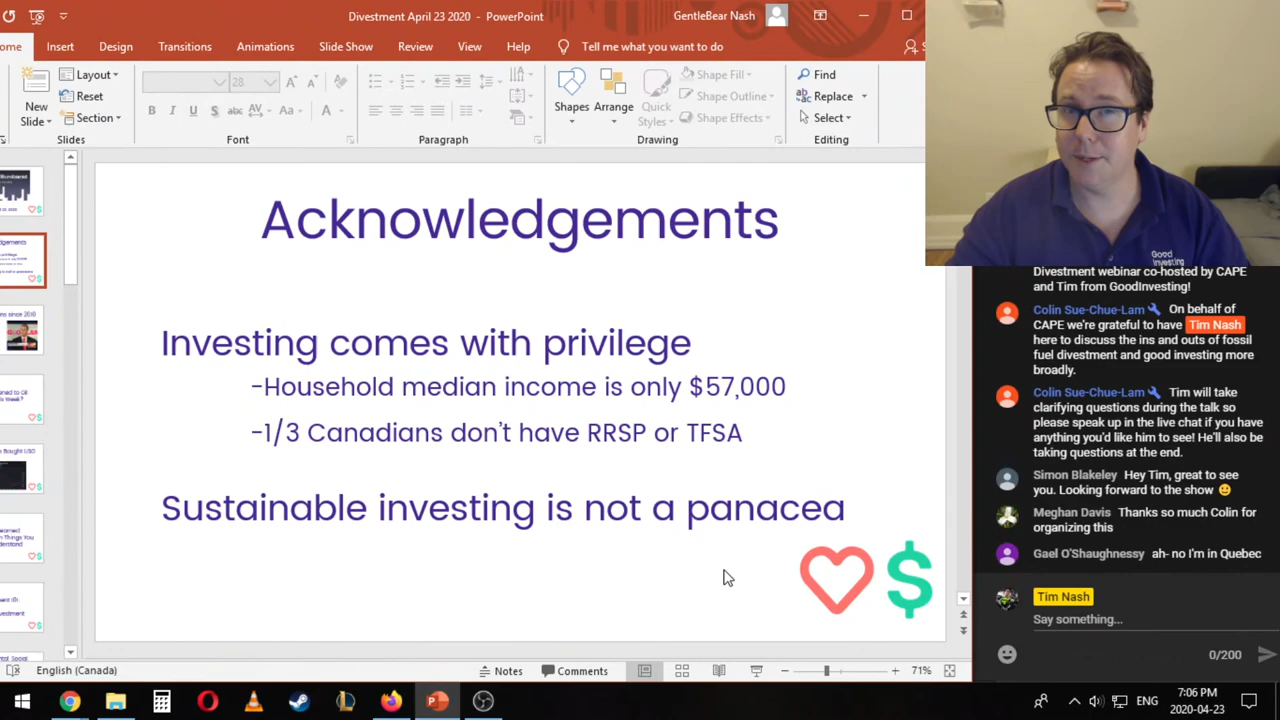 Divestment April 23 2020 - PowerPoint
GentleBear Nash
ome Insert Design Transitions Animations Slide Show Review View Help Tell me what you want to do
New
Slide
Layout
Reset
Section
Slides
28
B I U S abc AV Aa A
Font
Paragraph
Shapes
Arrange
Quick
Styles
Shape Fill
Shape Outline
Shape Effects
Drawing
Find
Replace
Select
Editing
Acknowledgements
Investing comes with privilege
-Household median income is only $57,000
-1/3 Canadians don't have RRSP or TFSA
Sustainable investing is not a panacea
$
Good
Investing
Divestment webinar co-hosted by CAPE
and Tim from GoodInvesting!
Colin Sue-Chue-Lam On behalf of
CAPE we're grateful to have Tim Nash
here to discuss the ins and outs of fossil
fuel divestment and good investing more
broadly.
Colin Sue-Chue-Lam Tim will take
clarifying questions during the talk so
please speak up in the live chat if you have
anything you'd like him to see! He'll also be
taking questions at the end.
Simon Blakeley Hey Tim, great to see
you. Looking forward to the show
Meghan Davis Thanks so much Colin for
organizing this
Gael O'Shaughnessy ah- no I'm in Quebec
Tim Nash
Say something...
0/200
English (Canada)
Notes
Comments
71%
ENG
7:06 PM
2020-04-23